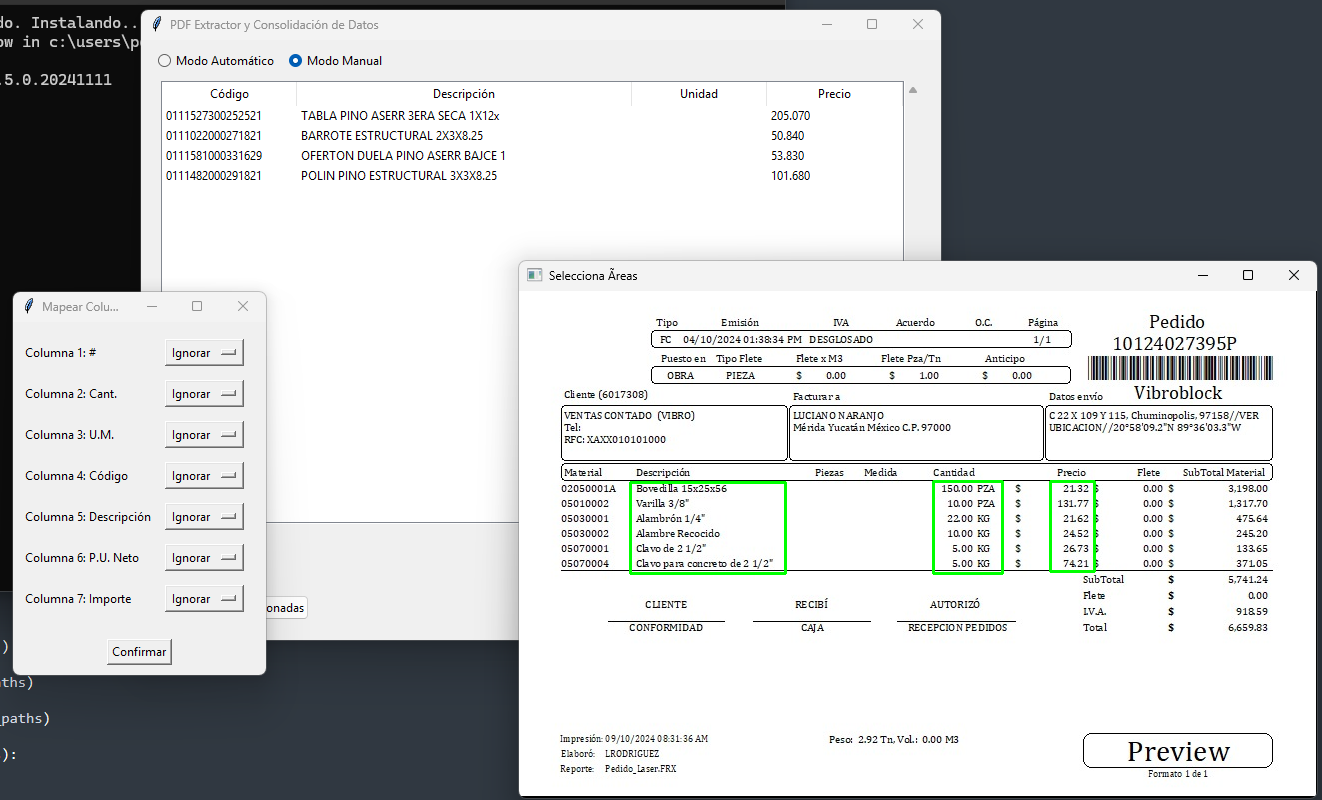 do. Instalando..
ow in c:\users\p
.5.0.20241111
PDF Extractor y Consolidación de Datos
Modo Automático Modo Manual
Código Descripción Unidad Precio
0111527300252521 TABLA PINO ASERR 3ERA SECA 1X12x 205.070
0111022000271821 BARROTE ESTRUCTURAL 2X3X8.25 50.840
0111581000331629 OFERTON DUELA PINO ASERR BAJCE 1 53.830
0111482000291821 POLIN PINO ESTRUCTURAL 3X3X8.25 101.680
onadas
Mapear Colu...
Columna 1: # Ignorar
Columna 2: Cant. Ignorar
Columna 3: U.M. Ignorar
Columna 4: Código Ignorar
Columna 5: Descripción Ignorar
Columna 6: P.U. Neto Ignorar
Columna 7: Importe Ignorar
Confirmar
)
ths)
paths)
):
Selecciona Ãreas
Tipo Emisión IVA Acuerdo O.C. Página
FC 04/10/2024 01:38:34 PM DESGLOSADO 1/1
Puesto en Tipo Flete Flete x M3 Flete Pza/Tn Anticipo
OBRA PIEZA $ 0.00 $ 1.00 $ 0.00
Pedido
10124027395P
Vibroblock
Cliente (6017308) Facturar a Datos envío
VENTAS CONTADO (VIBRO)
Tel:
RFC: XAXX010101000
LUCIANO NARANJO
Mérida Yucatán México C.P. 97000
C 22 X 109 Y 115, Chuminopolis, 97158//VER
UBICACION//20°58'09.2"N 89°36'03.3"W
Material Descripción Piezas Medida Cantidad Precio Flete SubTotal Material
02050001A Bovedilla 15x25x56 150.00 PZA $ 21.32 $ 0.00 $ 3,198.00
05010002 Varilla 3/8" 10.00 PZA $ 131.77 $ 0.00 $ 1,317.70
05030001 Alambrón 1/4" 22.00 KG $ 21.62 $ 0.00 $ 475.64
05030002 Alambre Recocido 10.00 KG $ 24.52 $ 0.00 $ 245.20
05070001 Clavo de 2 1/2" 5.00 KG $ 26.73 $ 0.00 $ 133.65
05070004 Clavo para concreto de 2 1/2" 5.00 KG $ 74.21 $ 0.00 $ 371.05
SubTotal $ 5,741.24
Flete $ 0.00
I.V.A. $ 918.59
Total $ 6,659.83
CLIENTE RECIBÍ AUTORIZÓ
CONFORMIDAD CAJA RECEPCION PEDIDOS
Impresión: 09/10/2024 08:31:36 AM
Elaboró: LRODRIGUEZ
Reporte: Pedido_Laser.FRX
Peso: 2.92 Tn, Vol.: 0.00 M3
Preview
Formato 1 de 1